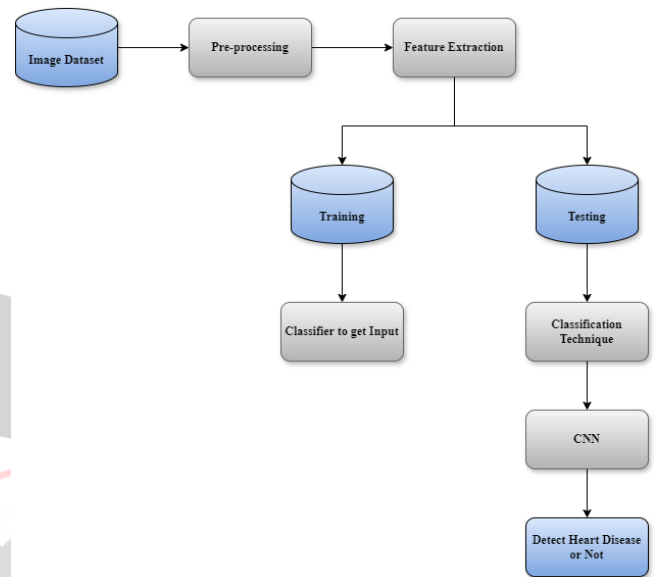 Image Dataset
Pre-processing
Feature Extraction
Training
Testing
Classifier to get Input
Classification
Technique
CNN
Detect Heart Disease
or Not